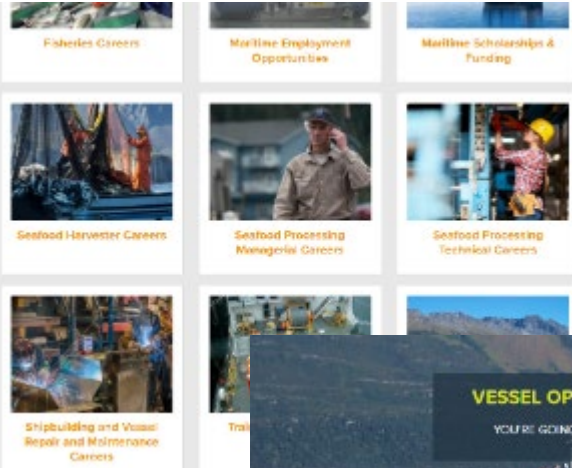 Fisheries Careers
Maritime Employment
Opportunities
Maritime Scholarships &
Funding
Seafood Harvester Careers
Seafood Processing
Managerial Careers
Seafood Processing
Technical Careers
Shipbuilding and Vessel
Repair and Maintenance
Careers
Trai
VESSEL OP
YOU'RE GOING